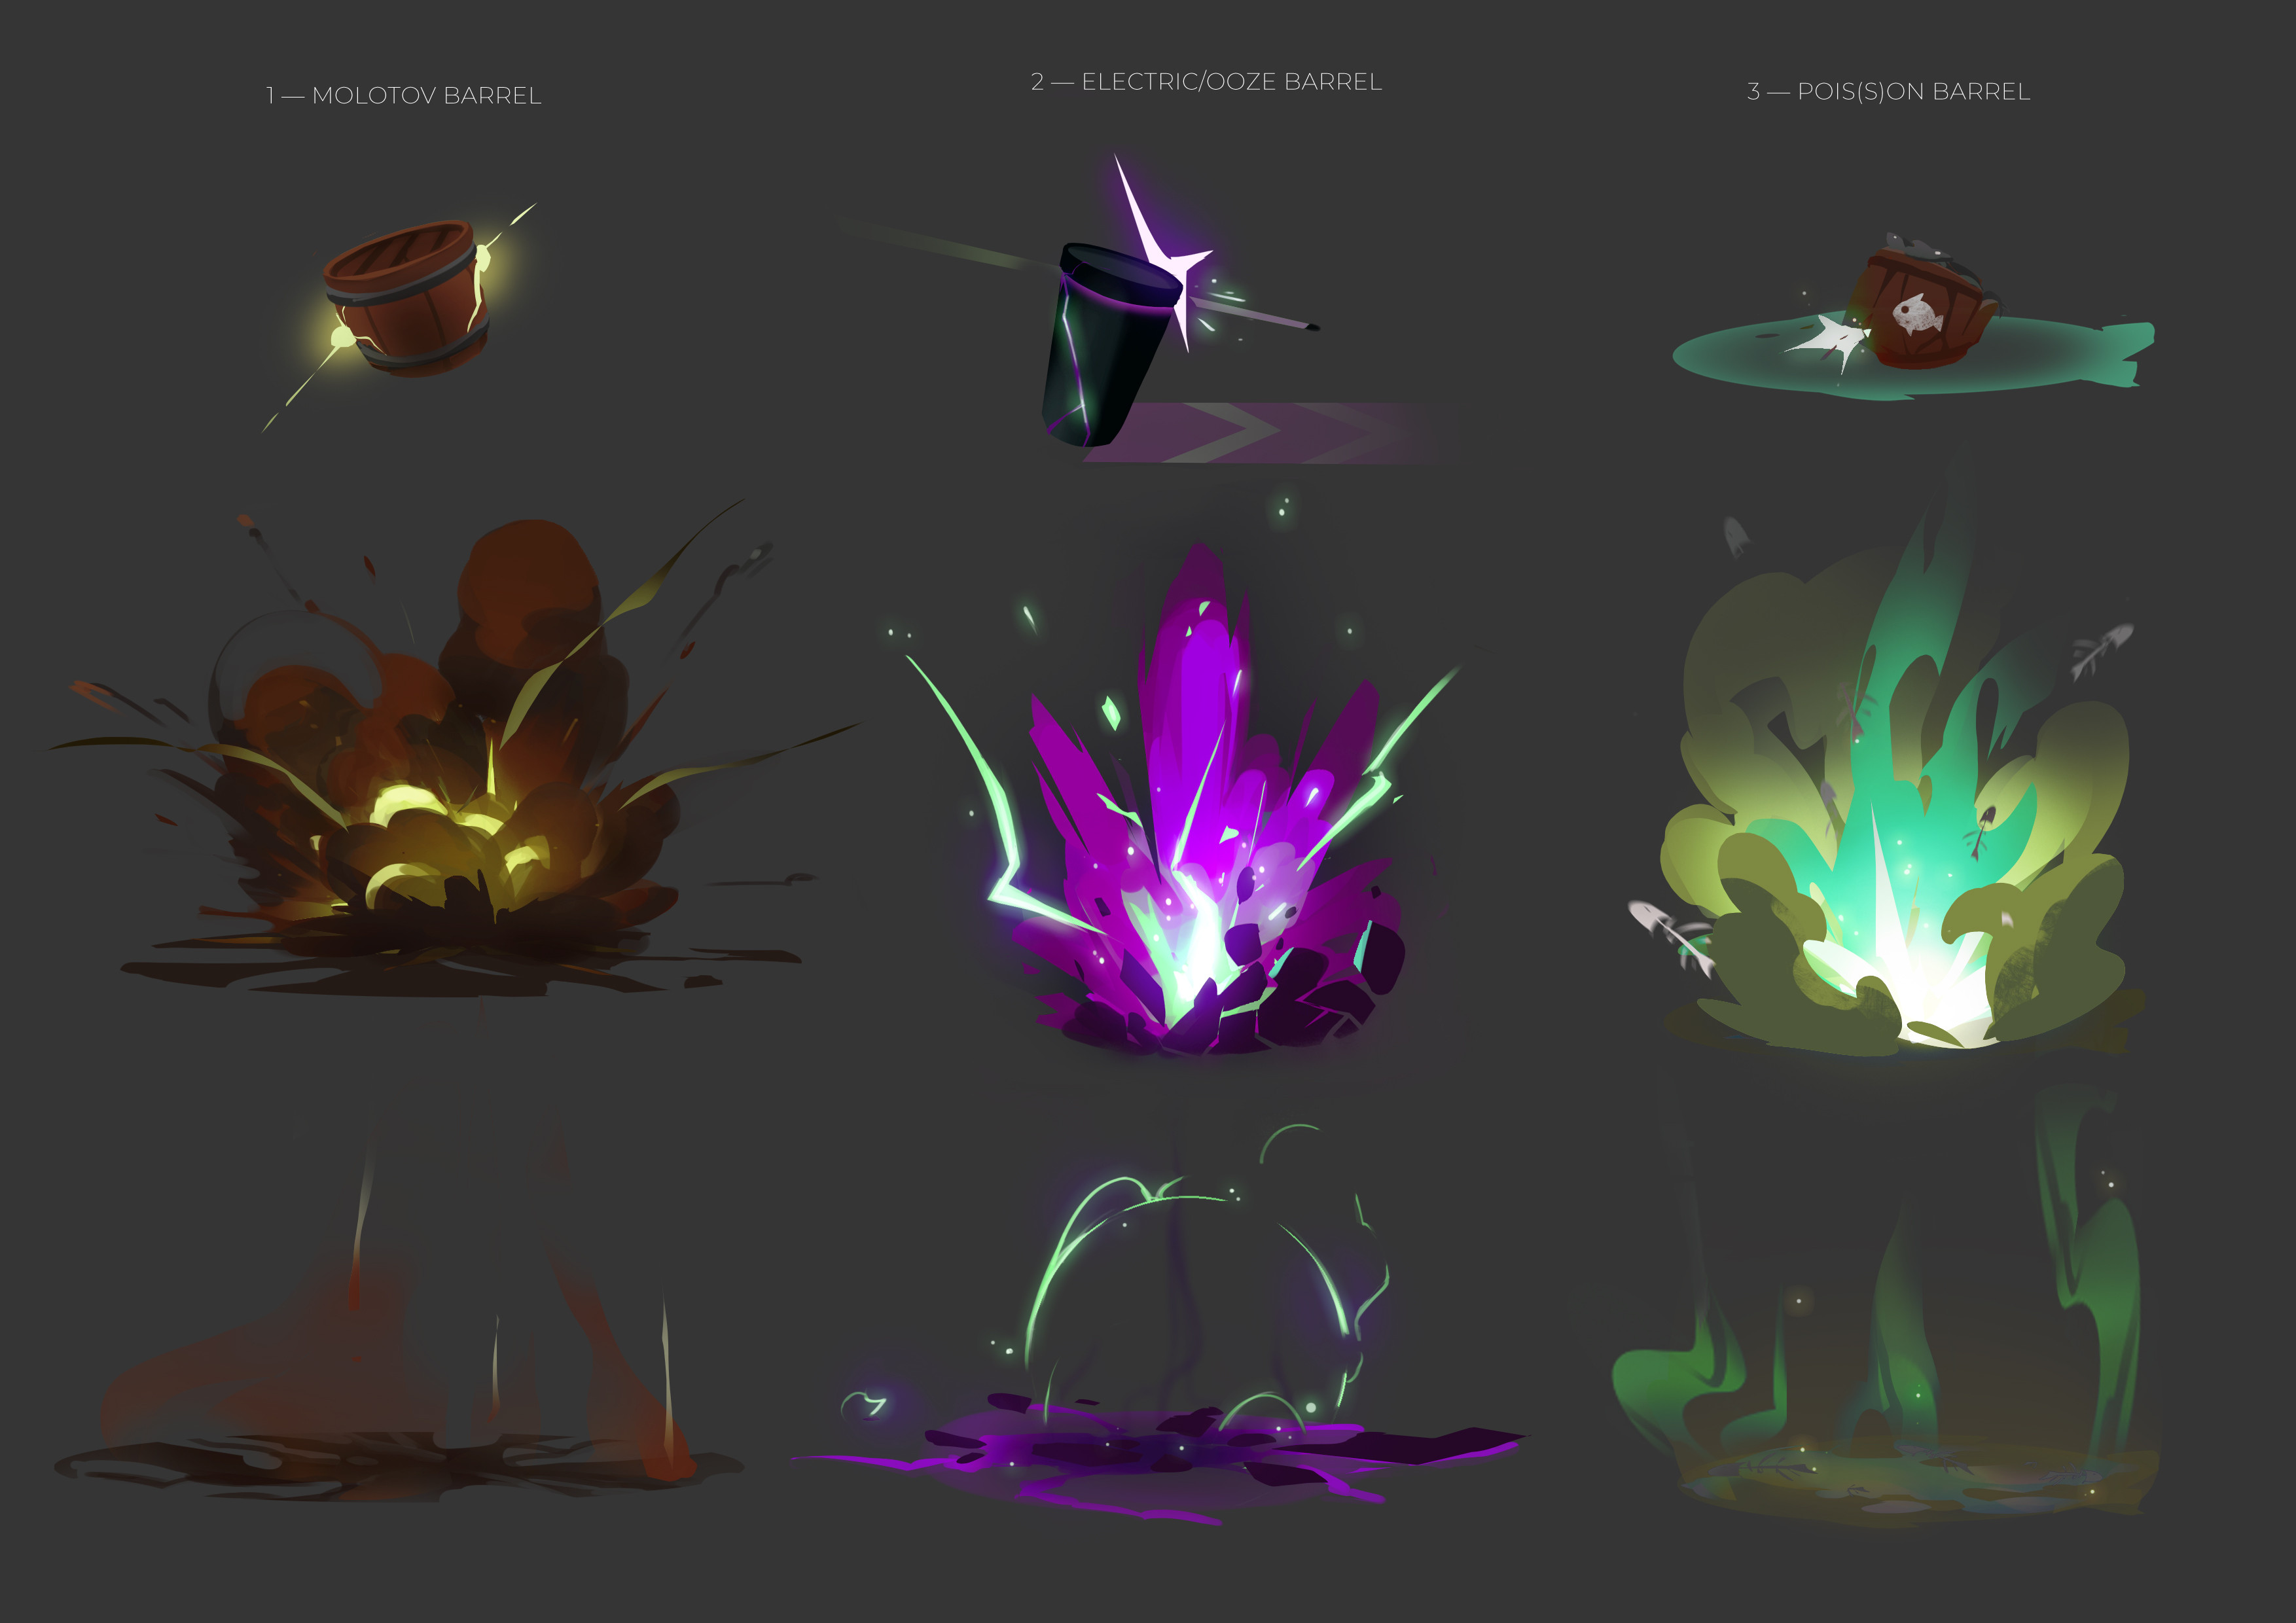 1 — MOLOTOV BARREL
2 — ELECTRIC/OOZE BARREL
3 — POIS(S)ON BARREL